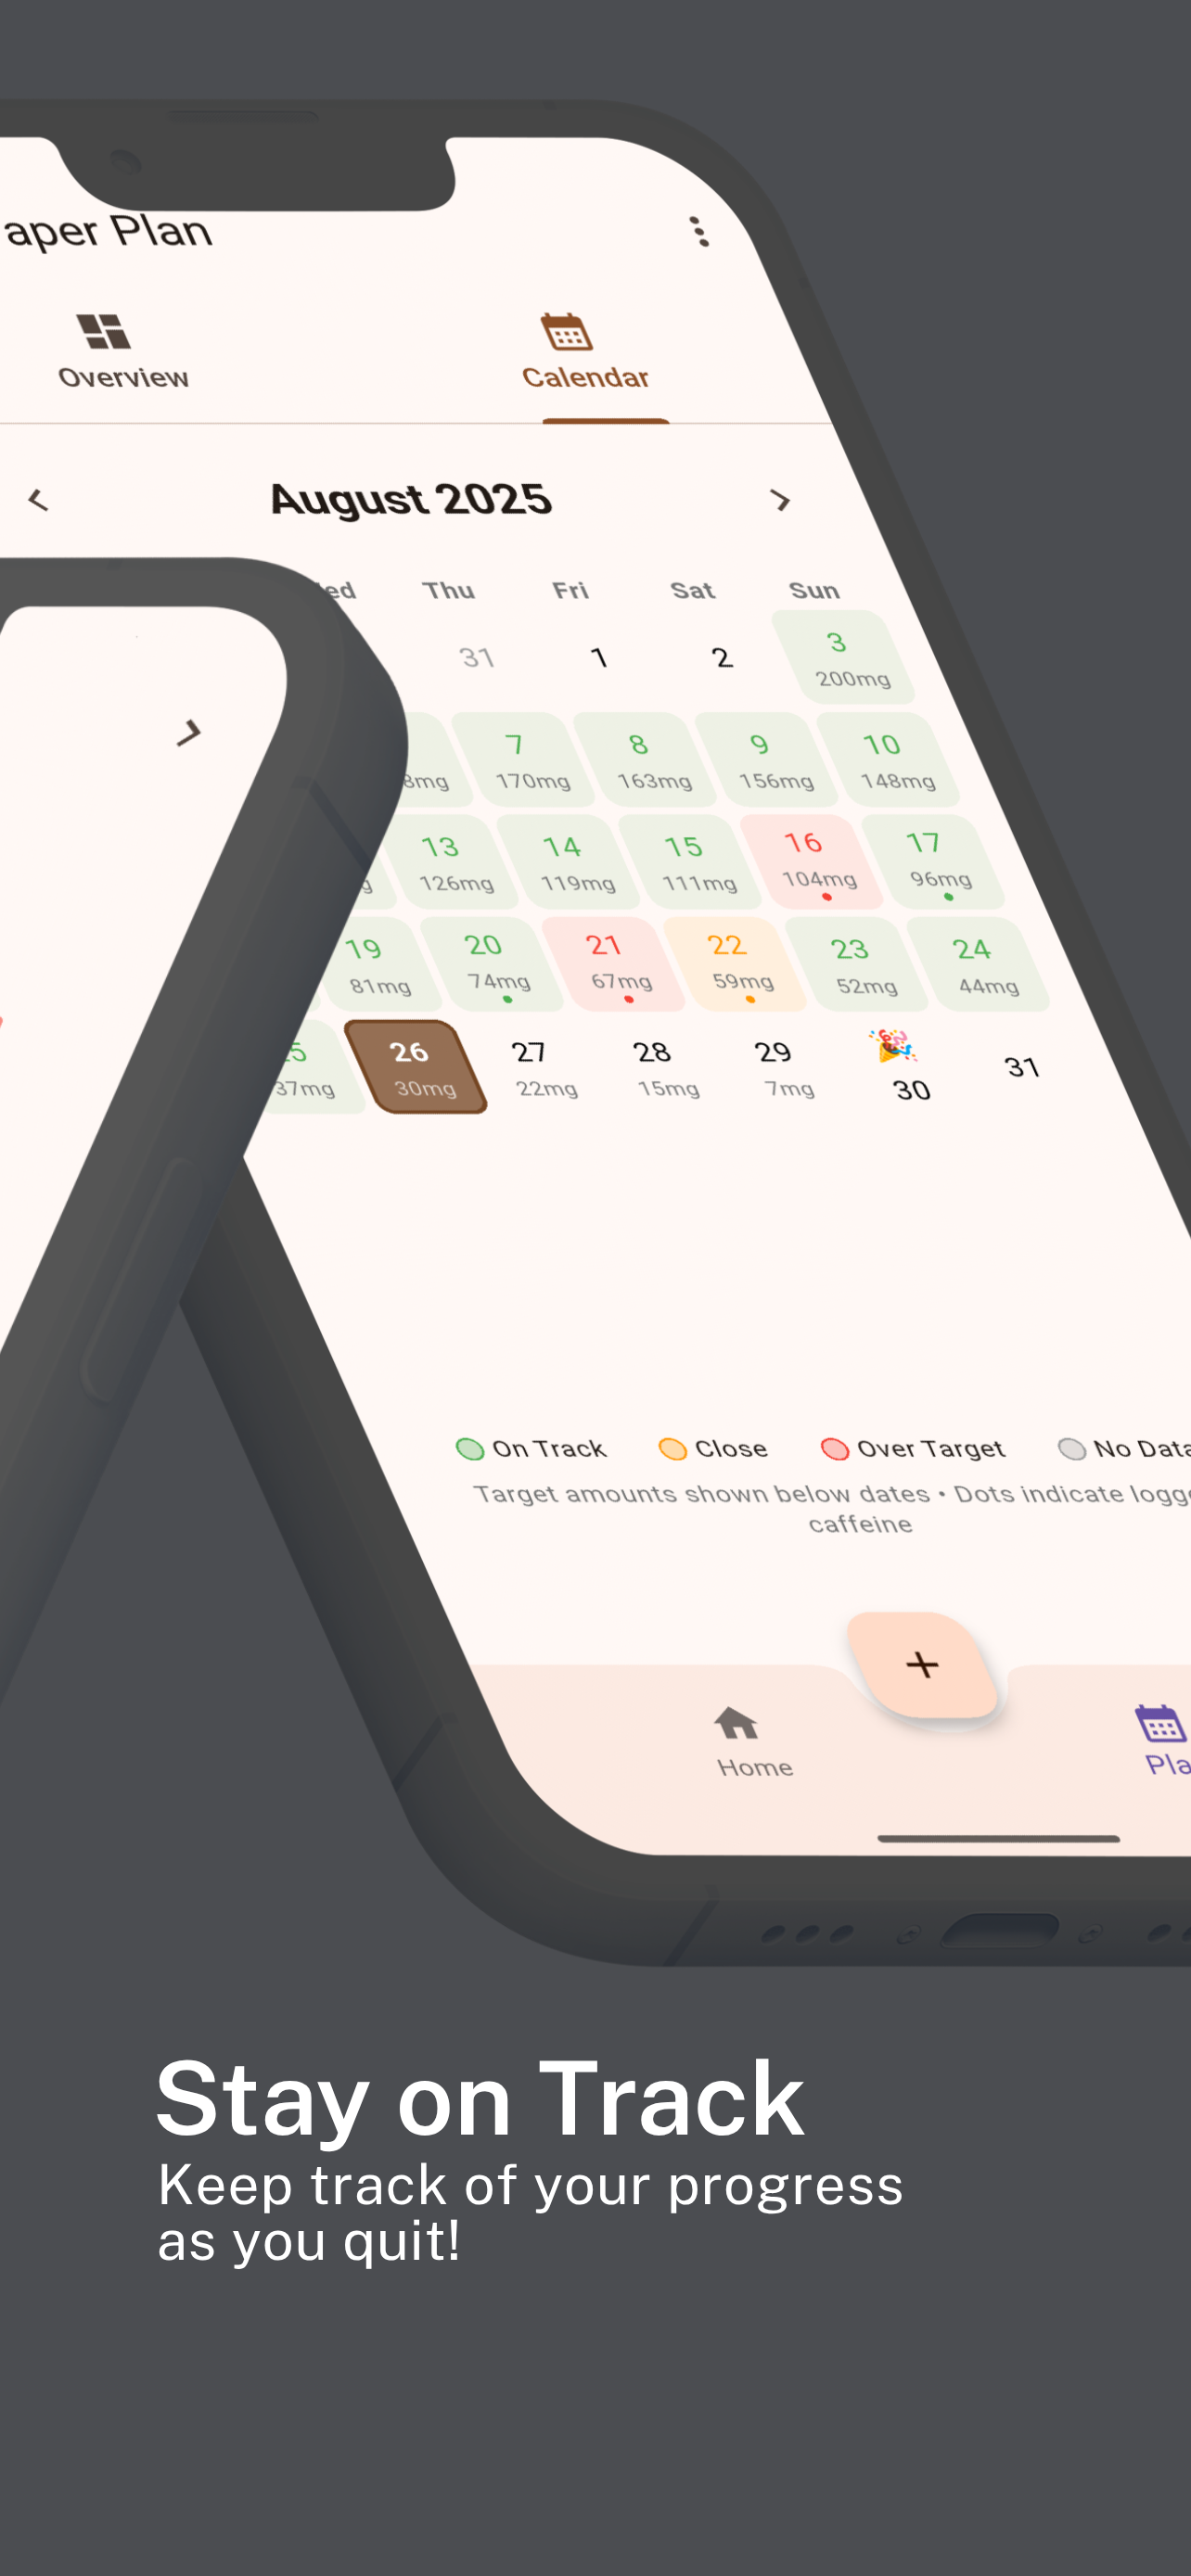 aper Plan
Overview Calendar
August 2025
ed Thu Fri Sat Sun
31 1 2 3
200mg
7 8 9 10
8mg 170mg 163mg 156mg 148mg
13 14 15 16 17
g 126mg 119mg 111mg 104mg 96mg
19 20 21 22 23 24
81mg 74mg 67mg 59mg 52mg 44mg
5 26 27 28 29 30 31
37mg 30mg 22mg 15mg 7mg
On Track Close Over Target No Data
Target amounts shown below dates • Dots indicate logge
caffeine
+
Home Pla
Stay on Track
Keep track of your progress
as you quit!